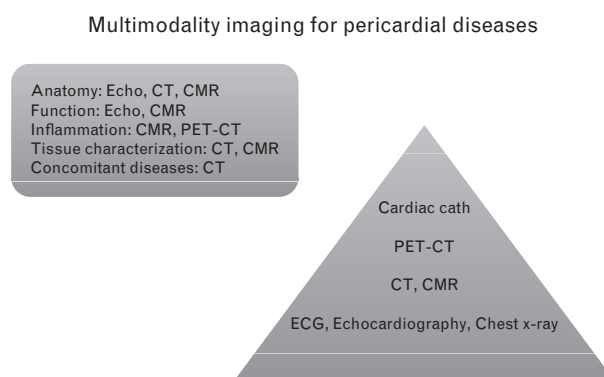 Multimodality imaging for pericardial diseases
Anatomy: Echo, CT, CMR
Function: Echo, CMR
Inflammation: CMR, PET-CT
Tissue characterization: CT, CMR
Concomitant diseases: CT
Cardiac cath
PET-CT
CT, CMR
ECG, Echocardiography, Chest x-ray